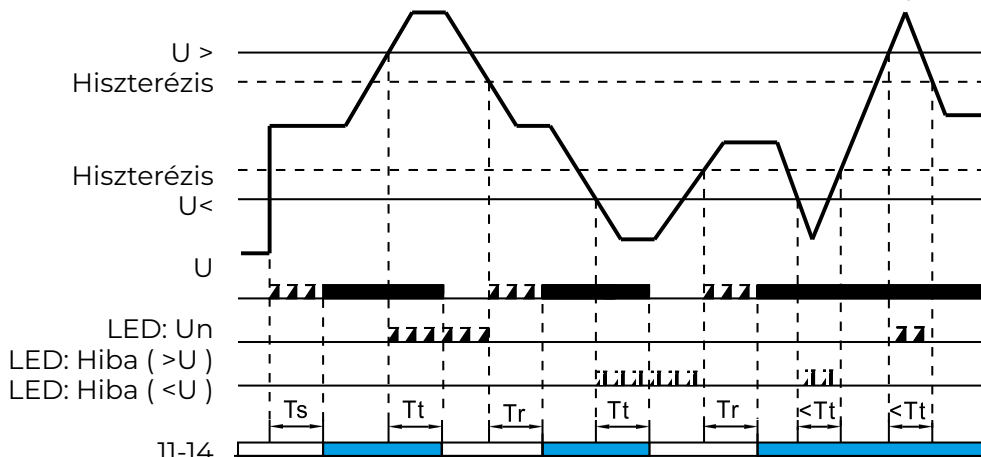 U >
Hiszterézis
Hiszterézis
U<
U
LED: Un
LED: Hiba ( >U )
LED: Hiba ( <U )
Ts Tt Tr Tt Tr <Tt <Tt
11-14